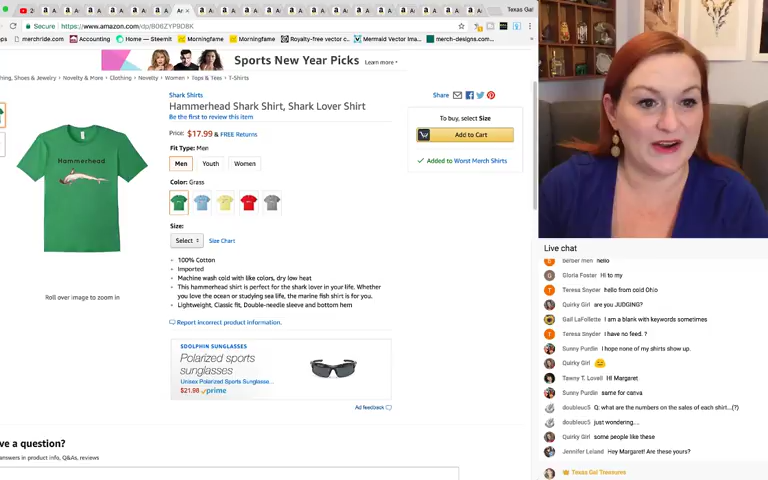 Texas Gal
Secure https://www.amazon.com/dp/B06ZYP9D8K
merchride.com Accounting Home — Steemit Morningfame Morningfame Royalty-free vector c Mermaid Vector Ima... merch-designs.com
Sports New Year Picks Learn more
Shoes & Jewelry › Novelty & More › Clothing › Novelty › Women › Tops & Tees › T-Shirts
Shark Shirts
Hammerhead Shark Shirt, Shark Lover Shirt
Be the first to review this item
Price: $17.99 & FREE Returns
Fit Type: Men
Men Youth Women
Color: Grass
Size:
Select Size Chart
100% Cotton
Imported
Machine wash cold with like colors, dry low heat
This hammerhead shirt is perfect for the shark lover in your life. Whether
you love the ocean or studying sea life, the marine fish shirt is for you.
Lightweight, Classic fit, Double-needle sleeve and bottom hem
Report incorrect product information.
Hammerhead
Roll over image to zoom in
Share
To buy, select Size
Add to Cart
Added to Worst Merch Shirts
SDOLPHIN SUNGLASSES
Polarized sports
sunglasses
Unisex Polarized Sports Sunglasse...
$21.98 prime
Ad feedback
ve a question?
answers in product info, Q&As, reviews
Live chat
berber men hello
Gloria Foster Hi to my
Teresa Snyder hello from cold Ohio
Quirky Girl are you JUDGING?
Gail LaFollette I am a blank with keywords sometimes
Teresa Snyder I have no feed. ?
Sunny Purdin I hope none of my shirts show up.
Quirky Girl
Tawny T. Lovell Hi Margaret
Sunny Purdin same for canva
doubleuc5 Q: what are the numbers on the sales of each shirt...(?)
doubleuc5 just wondering....
Quirky Girl some people like these
Jennifer Leland Hey Margaret! Are these yours?
Texas Gal Treasures